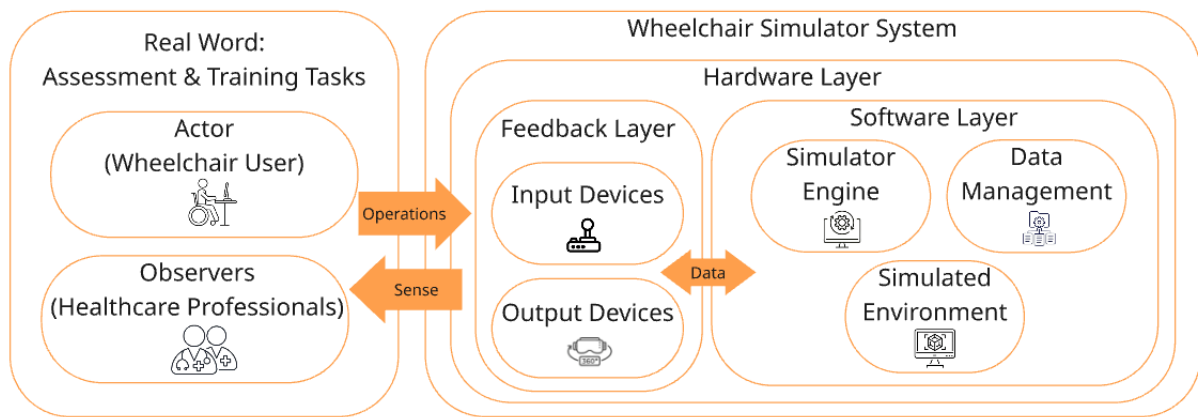 Real Word:
Assessment & Training Tasks
Actor
(Wheelchair User)
Observers
(Healthcare Professionals)
Operations
Sense
Wheelchair Simulator System
Hardware Layer
Feedback Layer
Input Devices
Output Devices
360°
Data
Software Layer
Simulator
Engine
Data
Management
Simulated
Environment